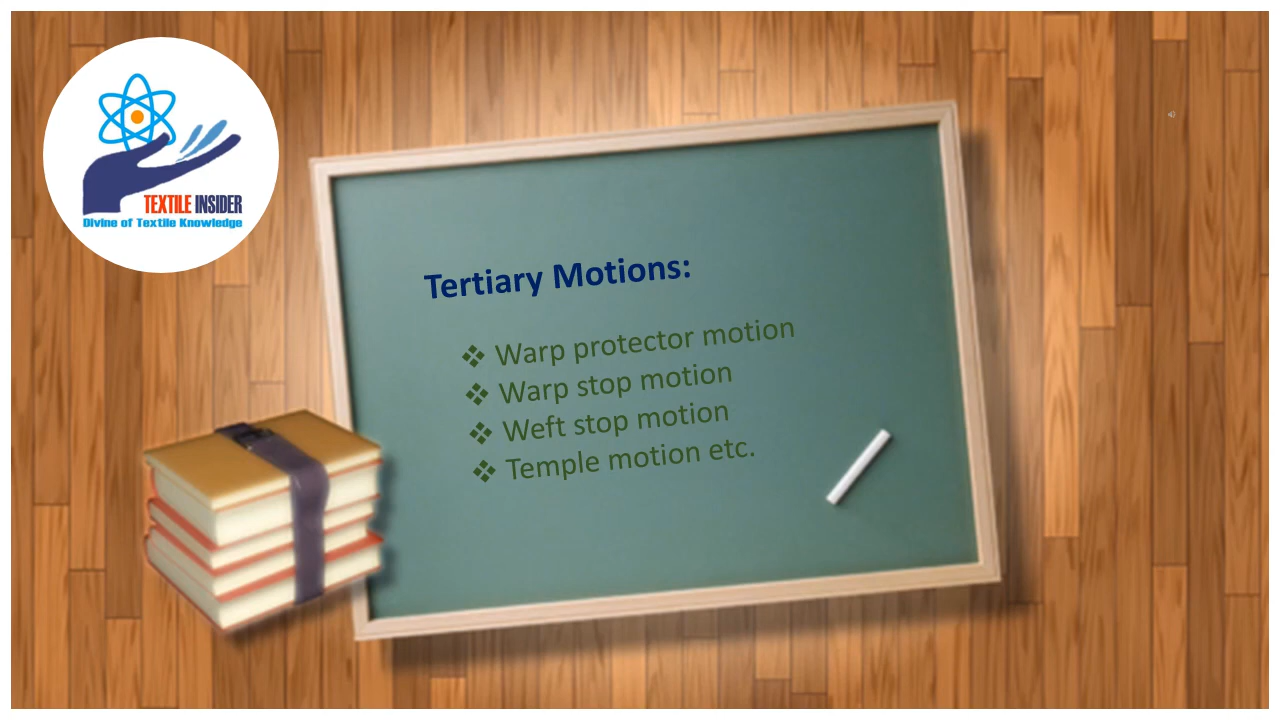 TEXTILE INSIDER
Divine of Textile Knowledge
Tertiary Motions:
❖ Warp protector motion
❖ Warp stop motion
❖ Weft stop motion
❖ Temple motion etc.